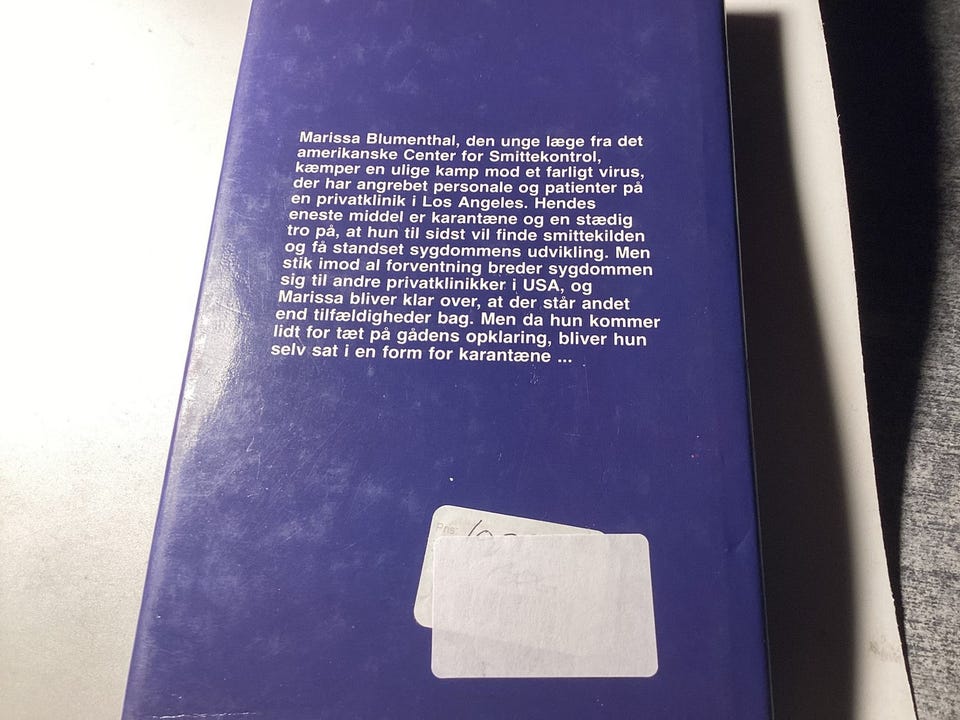 Marissa Blumenthal, den unge læge fra det
amerikanske Center for Smittekontrol,
kæmper en ulige kamp mod et farligt virus,
der har angrebet personale og patienter på
en privatklinik i Los Angeles. Hendes
eneste middel er karantæne og en stædig
tro på, at hun til sidst vil finde smittekilden
og få standset sygdommens udvikling. Men
stik imod al forventning breder sygdommen
sig til andre privatklinikker i USA, og
Marissa bliver klar over, at der står andet
end tilfældigheder bag. Men da hun kommer
lidt for tæt på gådens opklaring, bliver hun
selv sat i en form for karantæne ...
Pris: